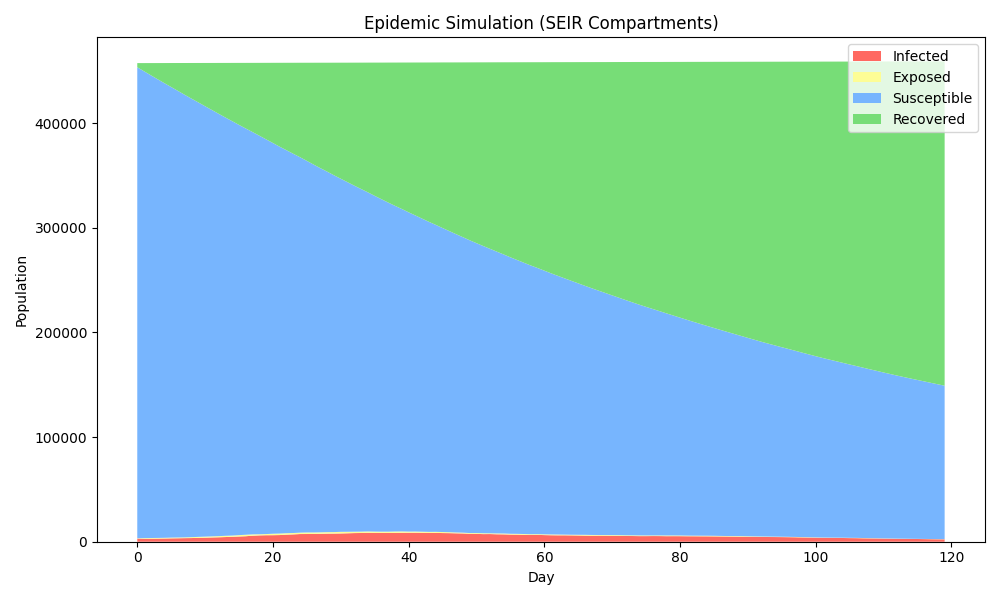 Epidemic Simulation (SEIR Compartments)
Infected
Exposed
Susceptible
Recovered
Population
400000
300000
200000
100000
0
0 20 40 60 80 100 120
Day